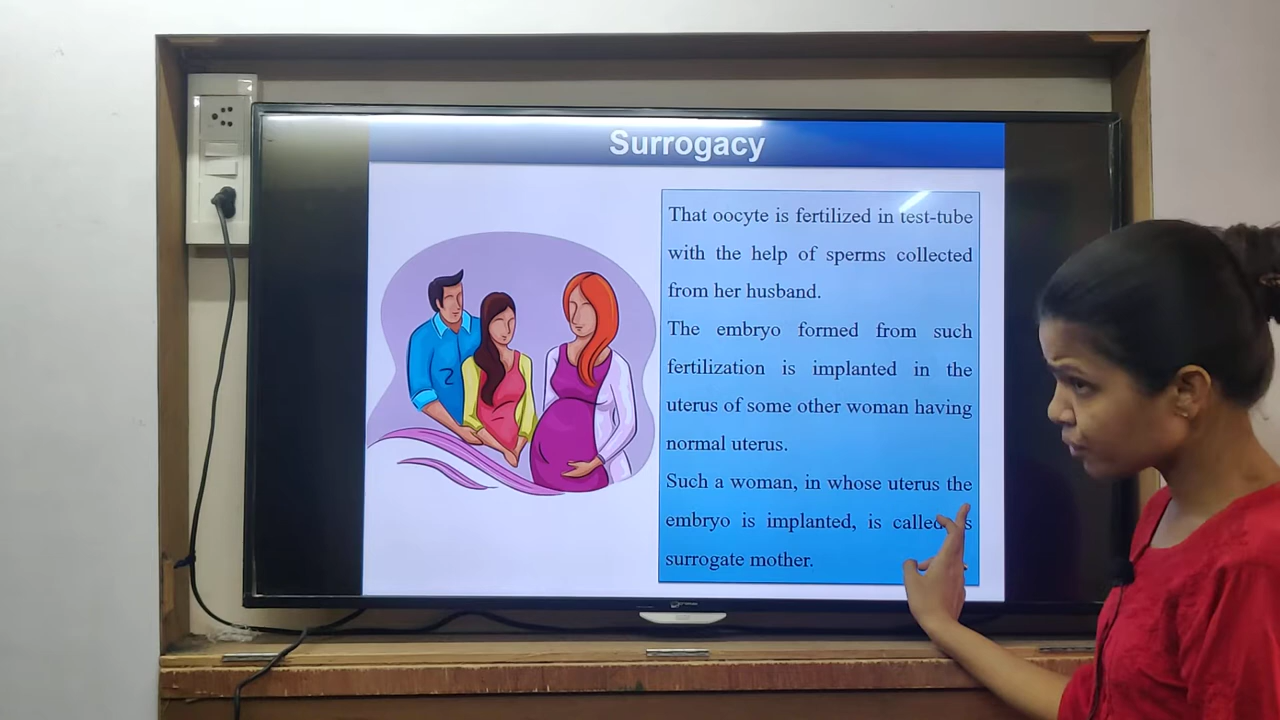 Surrogacy
That oocyte is fertilized in test-tube
with the help of sperms collected
from her husband.
The embryo formed from such
fertilization is implanted in the
uterus of some other woman having
normal uterus.
Such a woman, in whose uterus the
embryo is implanted, is called
surrogate mother.